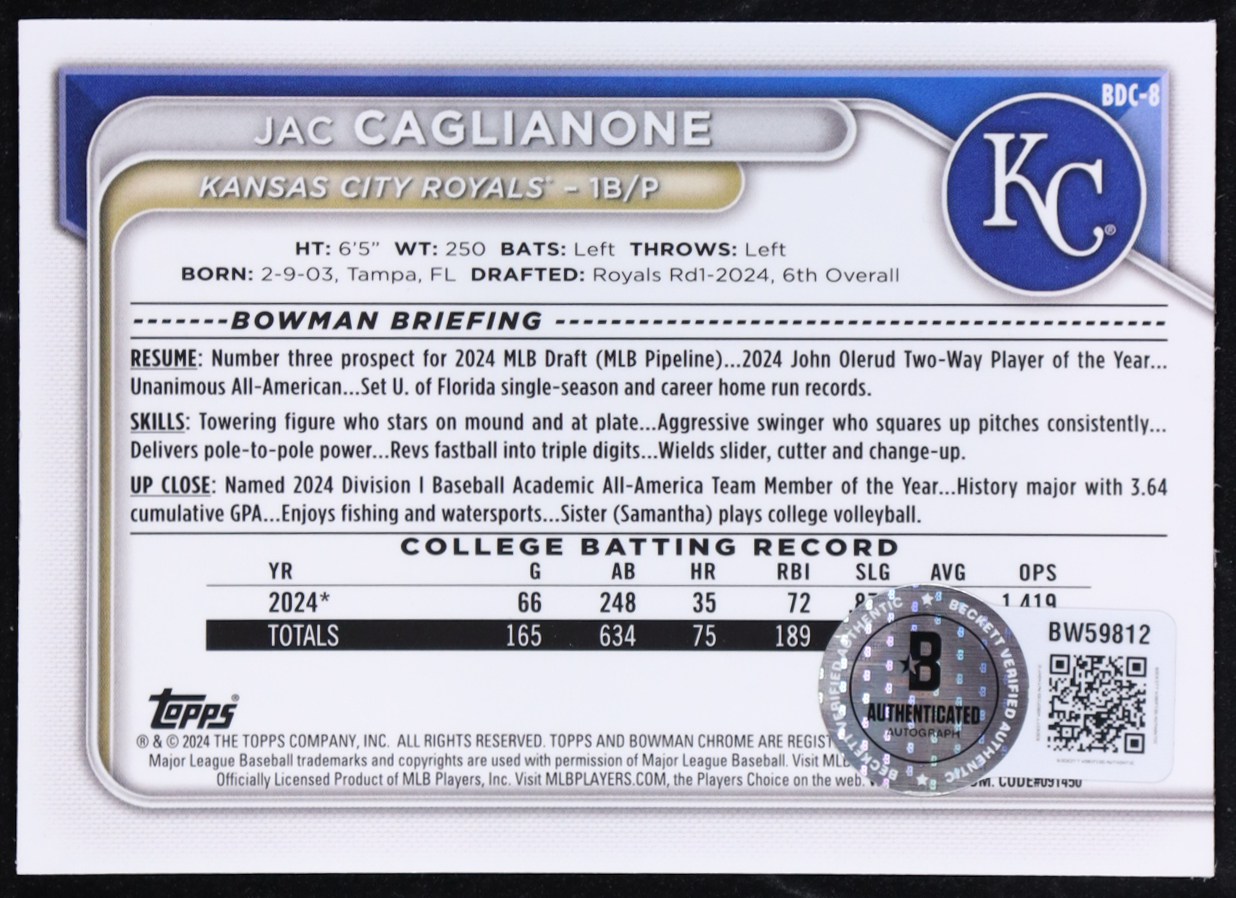 BDC-8
JAC CAGLIANONE
KANSAS CITY ROYALS - 1B/P
KC®
HT: 6'5" WT: 250 BATS: Left THROWS: Left
BORN: 2-9-03, Tampa, FL DRAFTED: Royals Rd1-2024, 6th Overall
-------BOWMAN BRIEFING -------
RESUME: Number three prospect for 2024 MLB Draft (MLB Pipeline)...2024 John Olerud Two-Way Player of the Year...
Unanimous All-American...Set U. of Florida single-season and career home run records.
SKILLS: Towering figure who stars on mound and at plate...Aggressive swinger who squares up pitches consistently...
Delivers pole-to-pole power...Revs fastball into triple digits...Wields slider, cutter and change-up.
UP CLOSE: Named 2024 Division I Baseball Academic All-America Team Member of the Year...History major with 3.64
cumulative GPA...Enjoys fishing and watersports...Sister (Samantha) plays college volleyball.
COLLEGE BATTING RECORD
YR G AB HR RBI SLG AVG OPS
2024* 66 248 35 72 1.419
TOTALS 165 634 75 189
BW59812
BECKETT VERIFIED AUTHENTIC
B
AUTHENTICATED
AUTOGRAPH
Topps®
® & © 2024 THE TOPPS COMPANY, INC. ALL RIGHTS RESERVED. TOPPS AND BOWMAN CHROME ARE REGIST
Major League Baseball trademarks and copyrights are used with permission of Major League Baseball. Visit MLB
Officially Licensed Product of MLB Players, Inc. Visit MLBPLAYERS.COM, the Players Choice on the web. CODE#091450